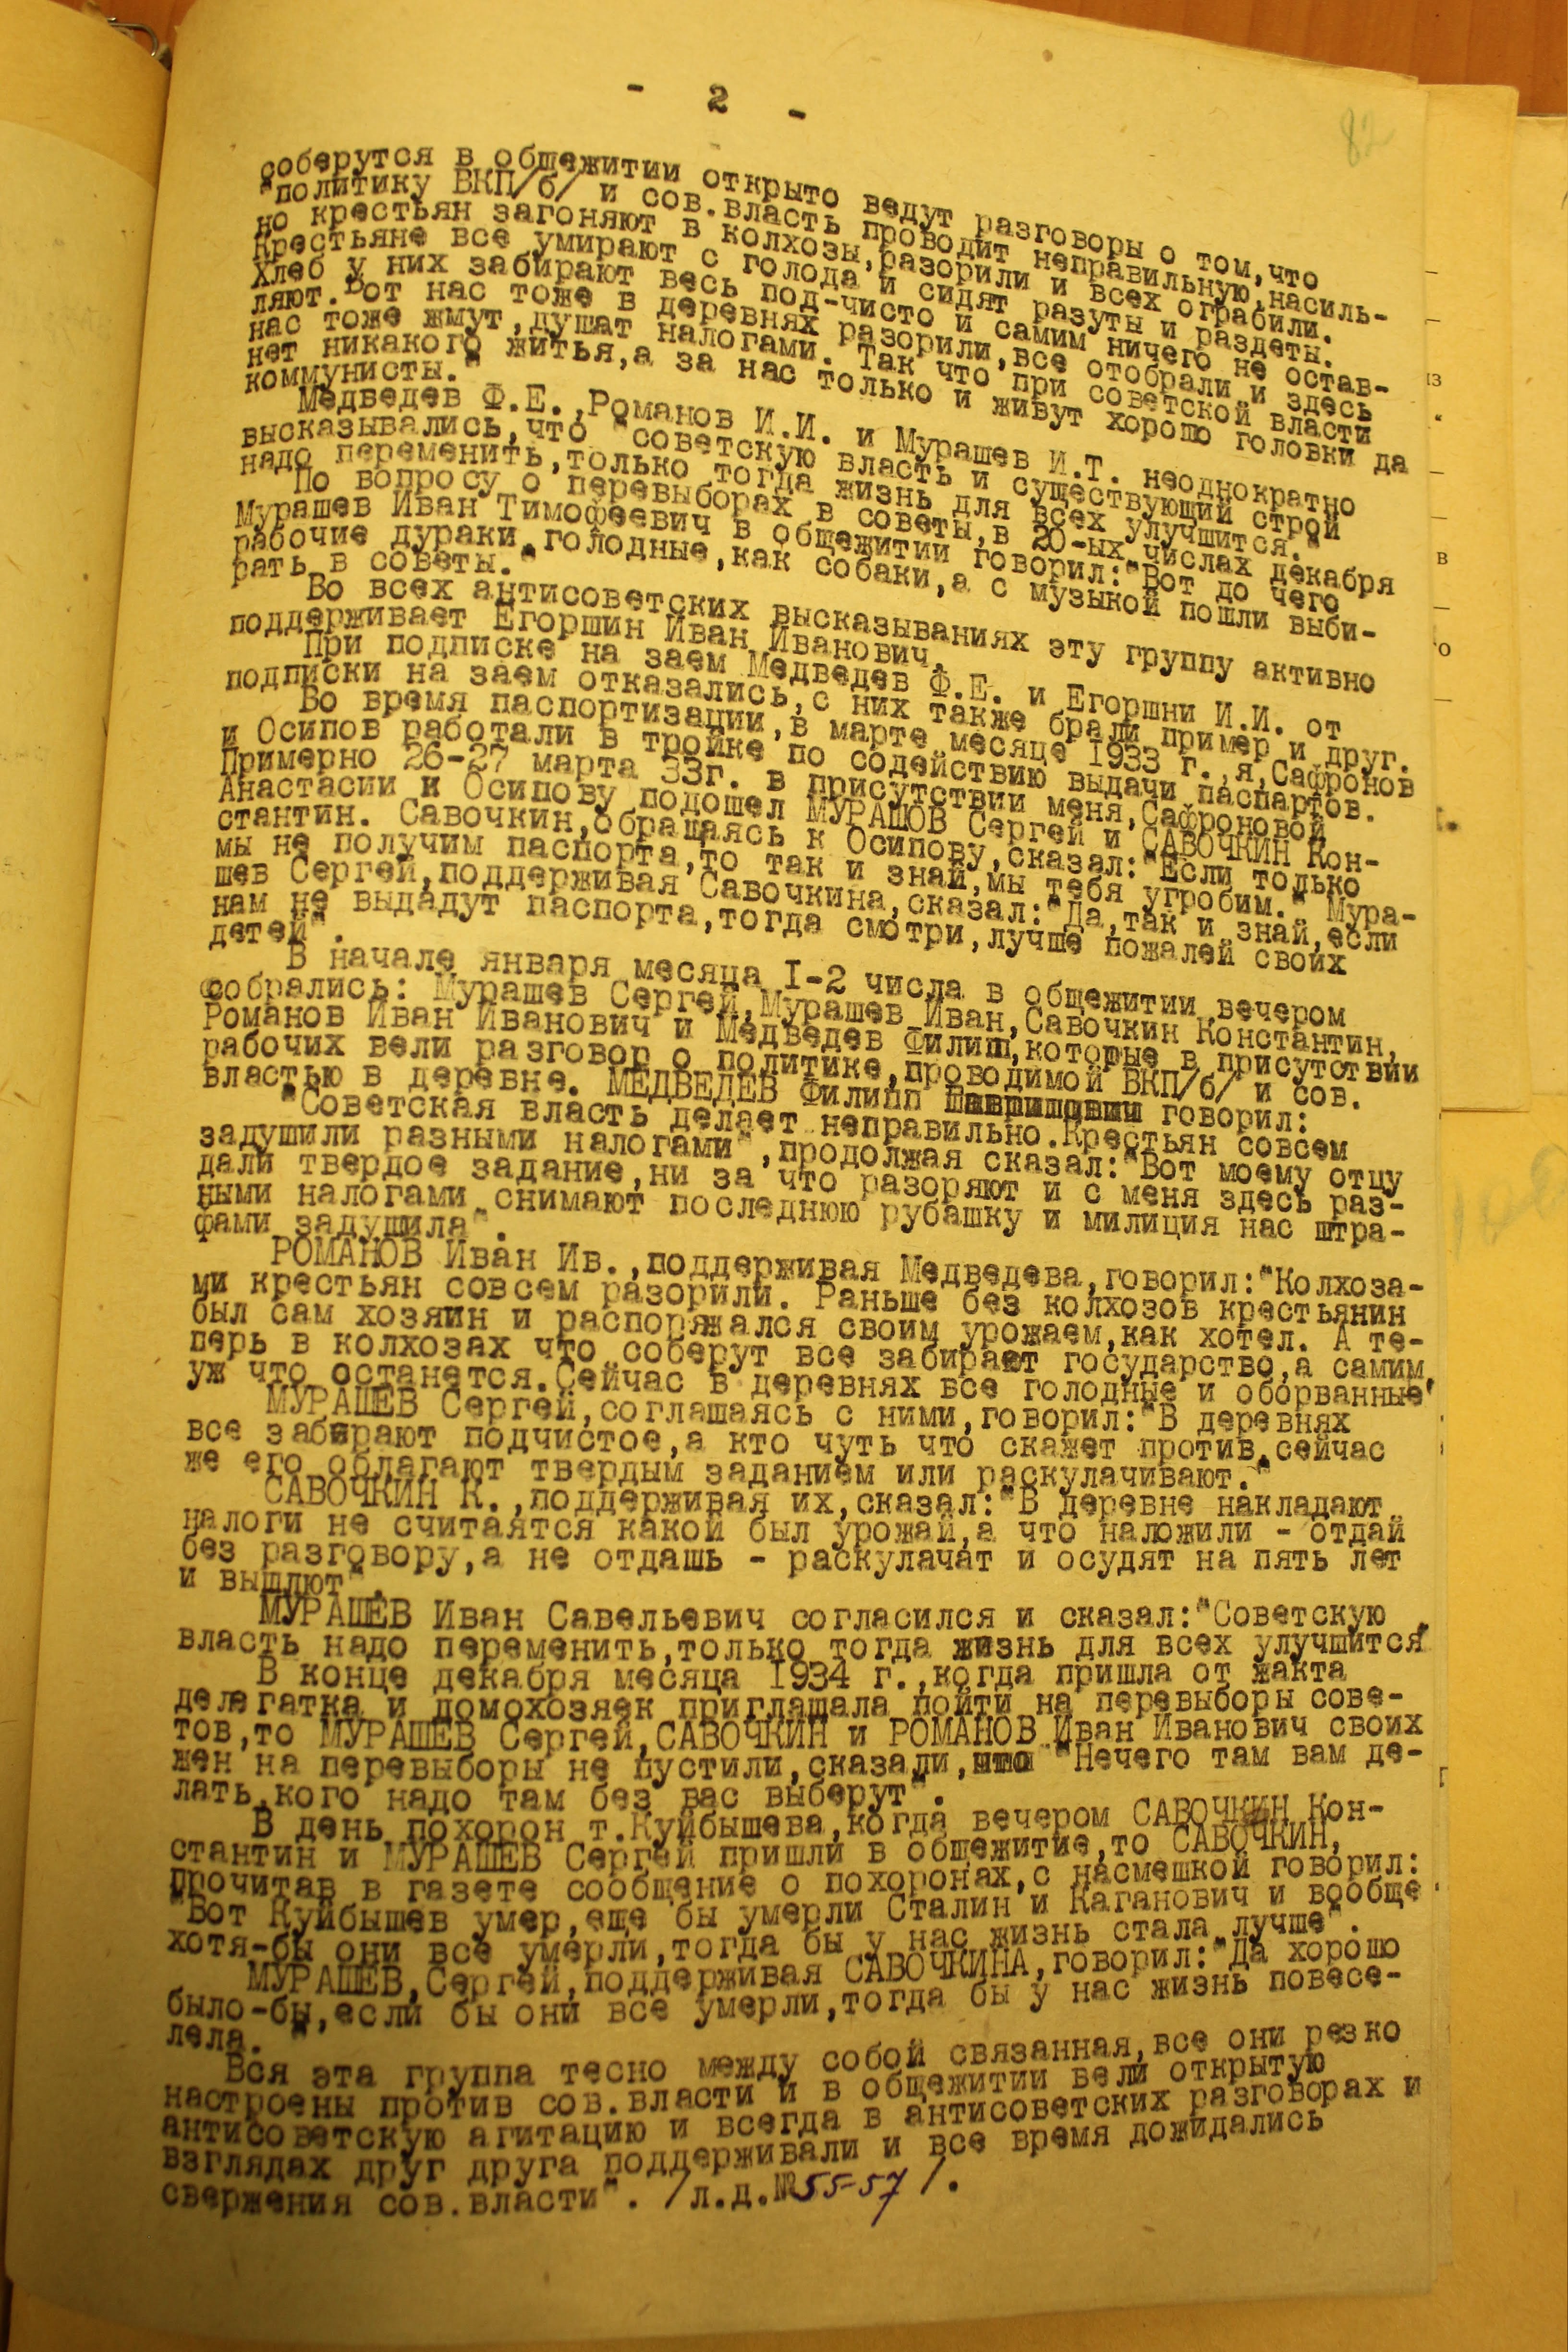 - 2 -
82
соберутся в общежитии открыто ведут разговоры о том,что
"политику ВКП/б/ и сов.власть проводит неправильную,насиль-
но крестьян загоняют в колхозы,разорили и всех ограбили.
Крестьяне все умирают с голода и сидят разуты и раздеты.
Хлеб у них забирают весь под-чисто и самим ничего не остав-
ляют. Вот нас тоже в деревнях разорили,все отобрали и здесь
нас тоже жмут,душат налогами. Так что при советской власти
нет никакого житья,а за нас только и живут хорошо головки да
коммунисты."
Медведев Ф.Е.,Романов И.И. и Мурашев И.Т. неоднократно
высказывались,что "советскую власть и существующий строй
надо переменить,только тогда жизнь для всех улучшится."
По вопросу о перевыборах в советы,в 20-ых числах декабря
Мурашев Иван Тимофеевич в общежитии говорил:"Вот до чего
рабочие дураки,голодные,как собаки,а с музыкой пошли выби-
рать в советы."
Во всех антисоветских высказываниях эту группу активно
поддерживает Егоршин Иван Иванович.
При подписке на заем Медведев Ф.Е. и Егоршни И.И. от
подписки на заем отказались,с них также брали пример и друг.
Во время паспортизации,в марте месяце 1933 г.,я,Сафронов
и Осипов работали в тройке по содействию выдачи паспартов.
Примерно 26-27 марта 33г. в присутствии меня,Сафроновой
Анастасии и Осипову подошел МУРАШОВ Сергей и САВОЧКИН Кон-
стантин. Савочкин,обращаясь к Осипову,сказал:"Если только
мы не получим паспорта,то так и знай,мы тебя угробим." Мура-
шев Сергей,поддерживая Савочкина,сказал:"Да,так и знай,если
нам не выдадут паспорта,тогда смотри,лучше пожалей своих
детей".
В начале января месяца I-2 числа в общежитии вечером
собрались: Мурашев Сергей,Мурашев Иван,Савочкин Константин,
Романов Иван Иванович и Медведев Филипп,которые в присутствии
рабочих вели разговор о политике,проводимой ВКП/б/ и сов.
властью в деревне. МЕДВЕДЕВ Филипп говорил:
"Советская власть делает неправильно.Крестьян совсем
задушили разными налогами",продолжая сказал:"Вот моему отцу
дали твердое задание,ни за что разоряют и с меня здесь раз-
ными налогами снимают последнюю рубашку и милиция нас штра-
фами задушила".
РОМАНОВ Иван Ив.,поддерживая Медведева,говорил:"Колхоза-
ми крестьян совсем разорили. Раньше без колхозов крестьянин
был сам хозяин и распоряжался своим урожаем,как хотел. А те-
перь в колхозах что соберут все забирает государство,а самим,
уж что останется.Сейчас в деревнях все голодные и оборванные"
МУРАШЕВ Сергей,соглашаясь с ними,говорил:"В деревнях
все забирают подчистое,а кто чуть что скажет против,сейчас
же его облагают твердым заданием или раскулачивают."
САВОЧКИН К.,поддерживая их,сказал:"В деревне накладают
налоги не считаятся какой был урожай,а что наложили - отдай
без разговору,а не отдашь - раскулачат и осудят на пять лет
и вышлют".
МУРАШЕВ Иван Савельевич согласился и сказал:"Советскую
власть надо переменить,только тогда жизнь для всех улучшится"
В конце декабря месяца 1934 г.,когда пришла от жакта
делегатка и домохозяек приглашала пойти на перевыборы сове-
тов,то МУРАШЕВ Сергей,САВОЧКИН и РОМАНОВ Иван Иванович своих
жен на перевыборы не пустили,сказали,что "Нечего там вам де-
лать,кого надо там без вас выберут".
В день похорон т.Куйбышева,когда вечером САВОЧКИН Кон-
стантин и МУРАШЕВ Сергей пришли в общежитие,то САВОЧКИН,
прочитав в газете сообщение о похоронах,с насмешкой говорил:
"Вот Куйбышев умер,еще бы умерли Сталин и Каганович и вообще
хотя-бы они все умерли,тогда бы у нас жизнь стала лучше".
МУРАШЕВ,Сергей,поддерживая САВОЧКИНА,говорил:"Да хорошо
было-бы,если бы они все умерли,тогда бы у нас жизнь повесе-
лела."
Вся эта группа тесно между собой связанная,все они резко
настроены против сов.власти и в общежитии вели открытую
антисоветскую агитацию и всегда в антисоветских разговорах и
взглядах друг друга поддерживали и все время дожидались
свержения сов.власти". /л.д.№55-57/.